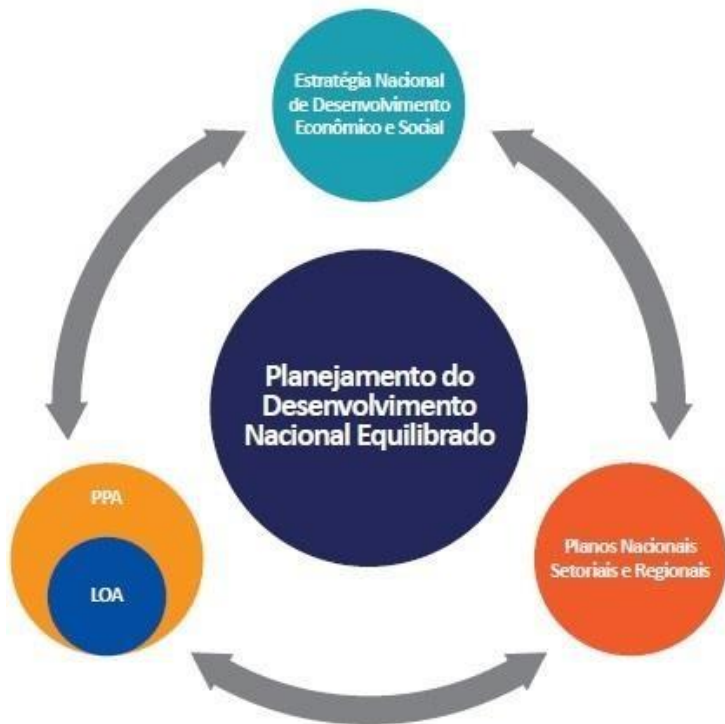 Estratégia Nacional
de Desenvolvimento
Econômico e Social
Planejamento do
Desenvolvimento
Nacional Equilibrado
PPA
LOA
Planos Nacionais
Setoriais e Regionais